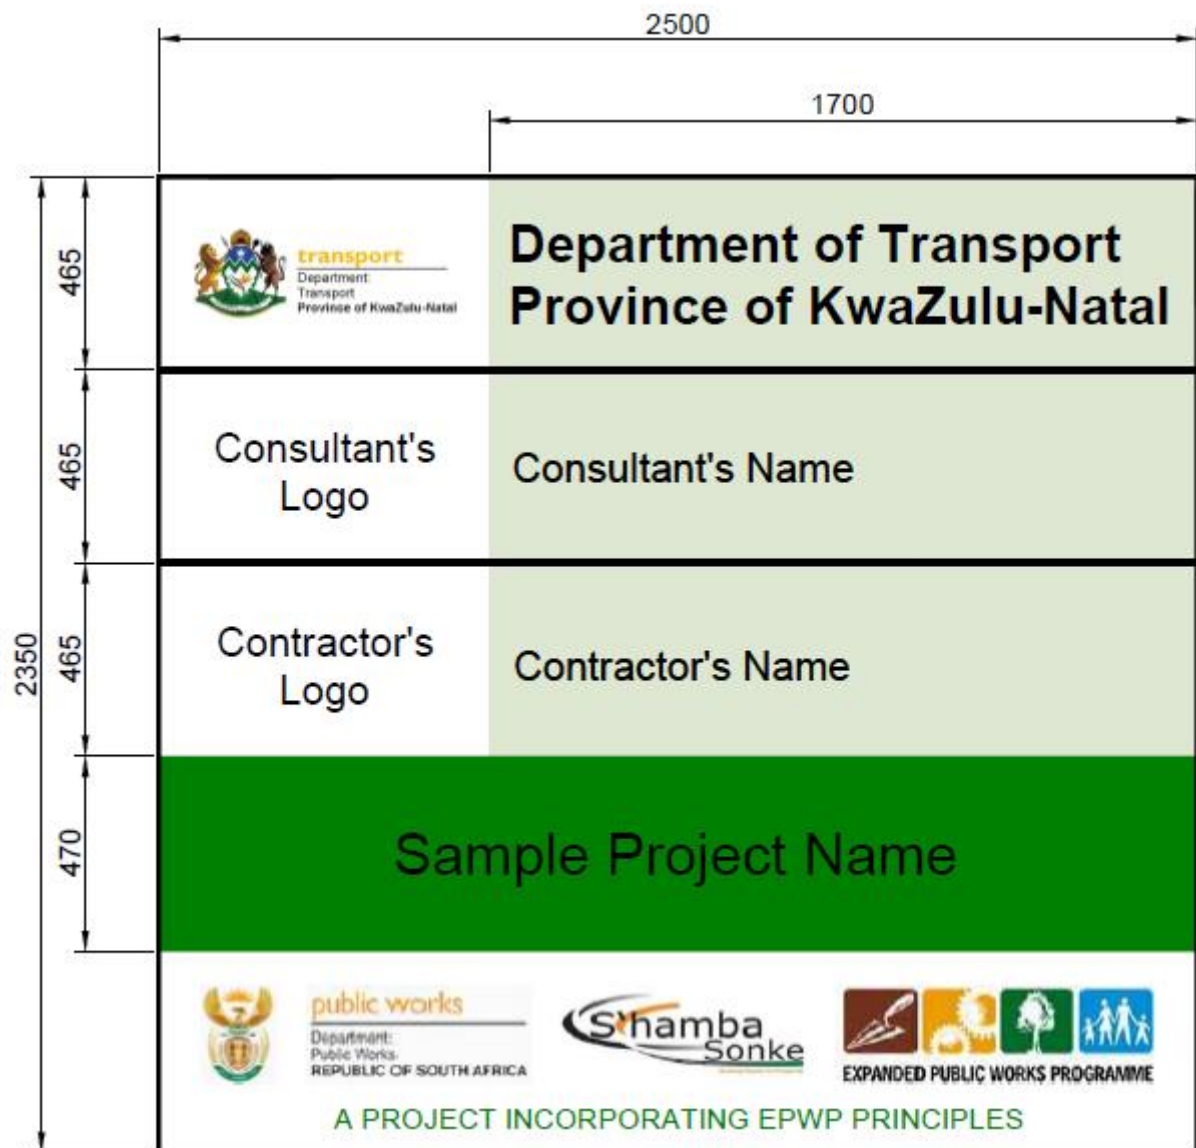 2500
1700
465
transport
Department:
Transport
Province of KwaZulu-Natal
Department of Transport
Province of KwaZulu-Natal
465
Consultant's
Logo
Consultant's Name
2350
465
Contractor's
Logo
Contractor's Name
470
Sample Project Name
public works
Department:
Public Works
REPUBLIC OF SOUTH AFRICA
S'hamba
Sonke
EXPANDED PUBLIC WORKS PROGRAMME
A PROJECT INCORPORATING EPWP PRINCIPLES